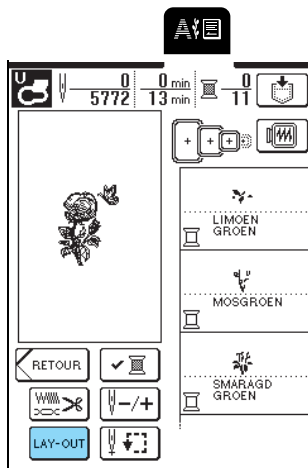 A
U
0 0 min 0
5772 13 min 11
LIMOEN
GROEN
MOSGROEN
SMARAGD
GROEN
RETOUR
-/+
LAY-OUT